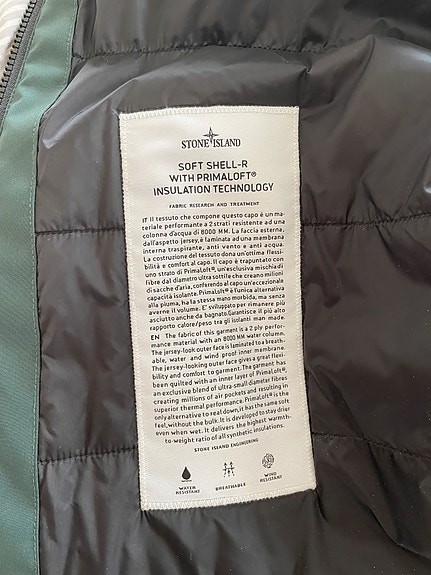 STONE ISLAND
SOFT SHELL-R
WITH PRIMALOFT®
INSULATION TECHNOLOGY
FABRIC RESEARCH AND TREATMENT
IT Il tessuto che compone questo capo è un ma-
teriale performante a 2 strati resistente ad una
colonna d'acqua di 8000 MM. La faccia esterna,
dall'aspetto jersey, è laminata ad una membrana
interna traspirante, anti vento e anti acqua.
La costruzione del tessuto dona un'ottima flessi-
bilità e comfort al capo. Il capo è trapuntato con
uno strato di PrimaLoft®, un'esclusiva mischia di
fibre dal diametro ultra sottile che creano milioni
di sacche d'aria, conferendo al capo un'eccezionale
capacità isolante. PrimaLoft® è l'unica alternativa
alla piuma, ha la stessa mano morbida, ma senza
averne il volume. E' sviluppato per rimanere più
asciutto anche da bagnato. Garantisce il più alto
rapporto calore/peso tra gli isolanti man made.
EN The fabric of this garment is a 2 ply perfor-
mance material with an 8000 MM water column.
The jersey-look outer face is laminated to a breath-
able, water and wind proof inner membrane.
The jersey-looking outer face gives a great flexi-
bility and comfort to garment. The garment has
been quilted with an inner layer of PrimaLoft®,
an exclusive blend of ultra-small diameter fibres
creating millions of air pockets and resulting in
superior thermal performance. PrimaLoft® is the
only alternative to real down, it has the same soft
feel, without the bulk. It is developed to stay drier
even when wet. It delivers the highest warmth-
to-weight ratio of all synthetic insulations.
STONE ISLAND ENGINEERING
WATER RESISTANT
BREATHABLE
WIND RESISTANT